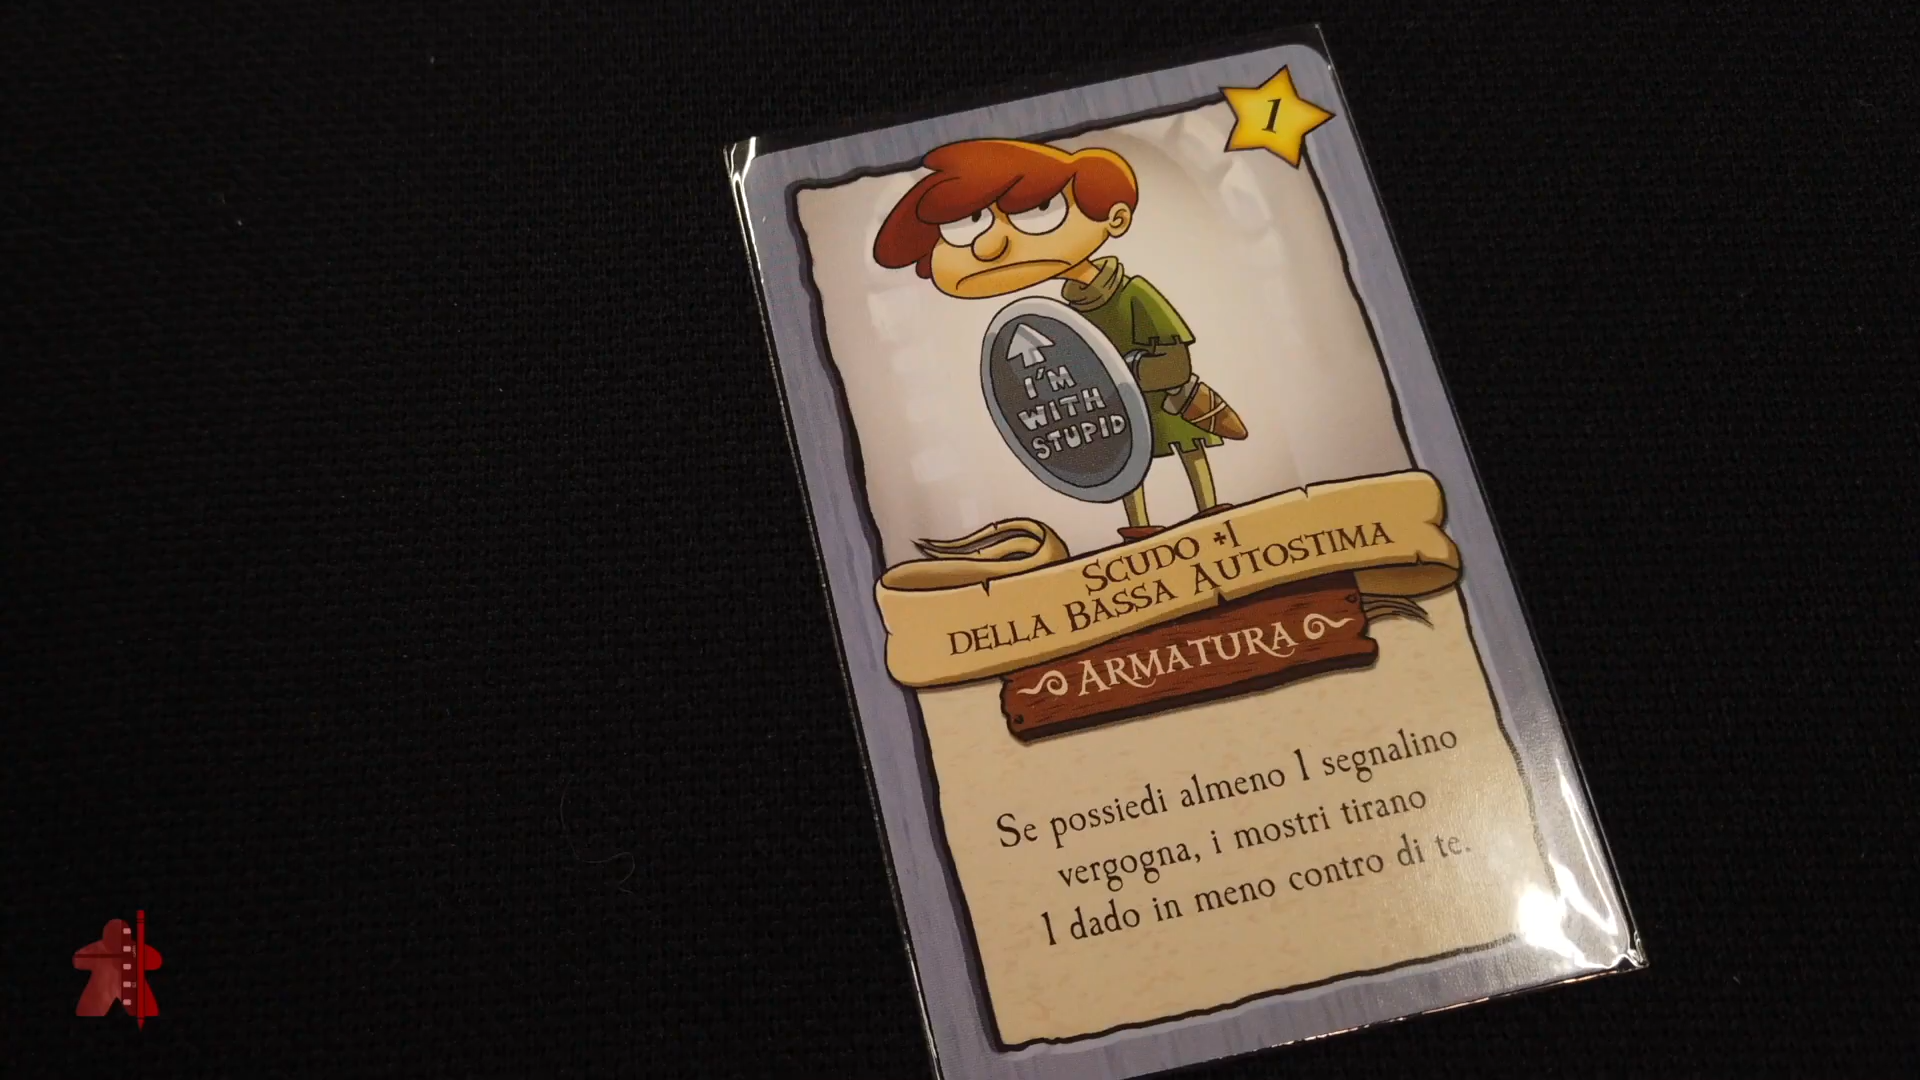 1
I'M
WITH
STUPID
SCUDO +1
DELLA BASSA AUTOSTIMA
ARMATURA
Se possiedi almeno 1 segnalino
vergogna, i mostri tirano
1 dado in meno contro di te.